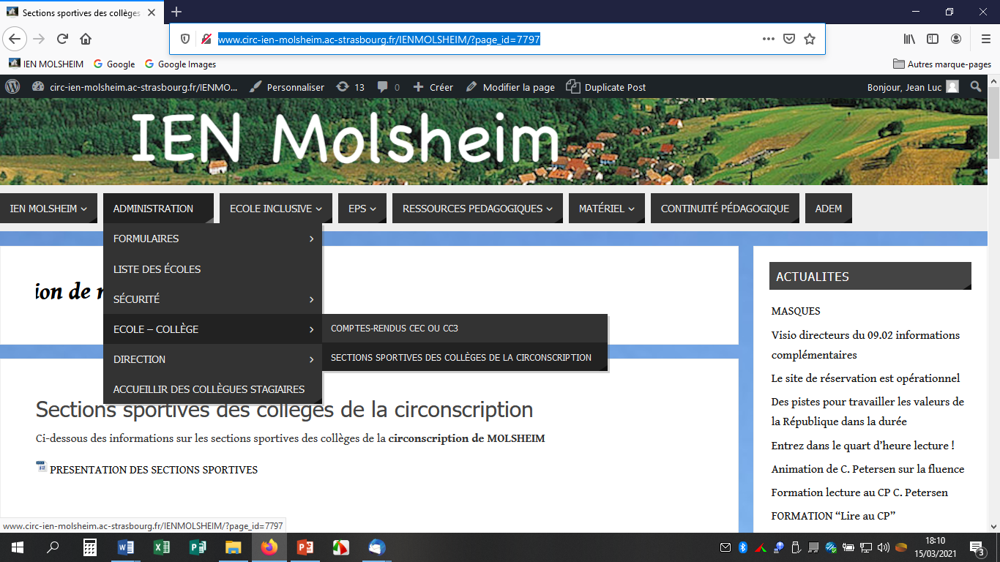 Sections sportives des collèges
www.circ-ien-molsheim.ac-strasbourg.fr/IENMOLSHEIM/?page_id=7797
IEN MOLSHEIM Google Google Images Autres marque-pages
circ-ien-molsheim.ac-strasbourg.fr/IENMO... Personnaliser 13 0 Créer Modifier la page Duplicate Post Bonjour, Jean Luc
IEN Molsheim
IEN MOLSHEIM ADMINISTRATION ECOLE INCLUSIVE EPS RESSOURCES PEDAGOGIQUES MATÉRIEL CONTINUITÉ PÉDAGOGIQUE ADEM
FORMULAIRES
LISTE DES ÉCOLES
SÉCURITÉ
ECOLE – COLLÈGE
DIRECTION
ACCUEILLIR DES COLLÈGUES STAGIAIRES
COMPTES-RENDUS CEC OU CC3
SECTIONS SPORTIVES DES COLLÈGES DE LA CIRCONSCRIPTION
ion de
Sections sportives des collèges de la circonscription
Ci-dessous des informations sur les sections sportives des collèges de la circonscription de MOLSHEIM
PRESENTATION DES SECTIONS SPORTIVES
ACTUALITES
MASQUES
Visio directeurs du 09.02 informations
complémentaires
Le site de réservation est opérationnel
Des pistes pour travailler les valeurs de
la République dans la durée
Entrez dans le quart d’heure lecture !
Animation de C. Petersen sur la fluence
Formation lecture au CP C. Petersen
FORMATION “Lire au CP”
www.circ-ien-molsheim.ac-strasbourg.fr/IENMOLSHEIM/?page_id=7797
18:10
15/03/2021
3